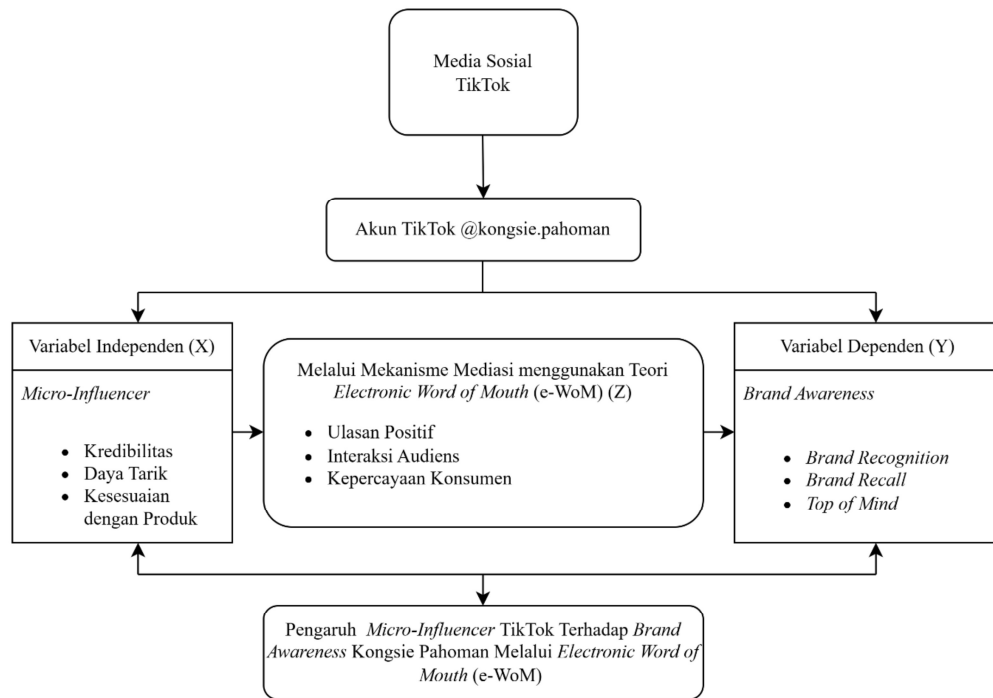 Media Sosial
TikTok
Akun TikTok @kongsie.pahoman
Variabel Independen (X)
Micro-Influencer
• Kredibilitas
• Daya Tarik
• Kesesuaian
dengan Produk
Melalui Mekanisme Mediasi menggunakan Teori
Electronic Word of Mouth (e-WoM) (Z)
• Ulasan Positif
• Interaksi Audiens
• Kepercayaan Konsumen
Variabel Dependen (Y)
Brand Awareness
• Brand Recognition
• Brand Recall
• Top of Mind
Pengaruh Micro-Influencer TikTok Terhadap Brand
Awareness Kongsie Pahoman Melalui Electronic Word of
Mouth (e-WoM)